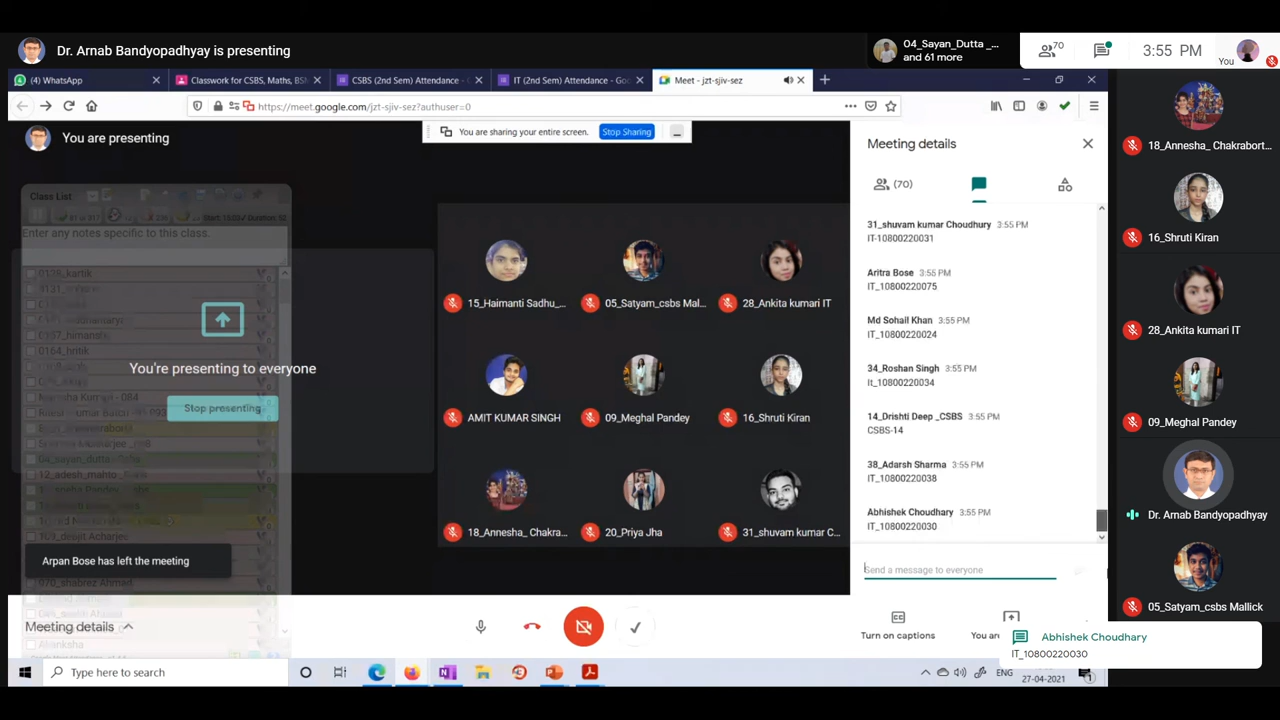 Dr. Arnab Bandyopadhyay is presenting
04_Sayan_Dutta _...
and 61 more
70
3:55 PM
You
(4) WhatsApp
Classwork for CSBS, Maths, BSM
CSBS (2nd Sem) Attendance - Go
IT (2nd Sem) Attendance - Goo
Meet - jzt-sjiv-sez
https://meet.google.com/jzt-sjiv-sez?authuser=0
You are presenting
You are sharing your entire screen.
Stop Sharing
Meeting details
(70)
31_shuvam kumar Choudhury 3:55 PM
IT-10800220031
Aritra Bose 3:55 PM
IT_10800220075
Md Sohail Khan 3:55 PM
IT_10800220024
34_Roshan Singh 3:55 PM
It_10800220034
14_Drishti Deep _CSBS 3:55 PM
CSBS-14
38_Adarsh Sharma 3:55 PM
IT_10800220038
Abhishek Choudhary 3:55 PM
IT_10800220030
Send a message to everyone
Turn on captions
You are
Class List
Enter any notes specific to this class.
0138_kartik
0164_hritik
You're presenting to everyone
Stop presenting
04_sayan_dutta
12_adesh_mahto
Arpan Bose has left the meeting
Meeting details
15_Haimanti Sadhu_...
05_Satyam_csbs Mal...
28_Ankita kumari IT
AMIT KUMAR SINGH
09_Meghal Pandey
16_Shruti Kiran
18_Annesha_ Chakra...
20_Priya Jha
31_shuvam kumar C...
18_Annesha_ Chakrabort...
16_Shruti Kiran
28_Ankita kumari IT
09_Meghal Pandey
Dr. Arnab Bandyopadhyay
05_Satyam_csbs Mallick
Abhishek Choudhary
IT_10800220030
Type here to search
ENG
27-04-2021